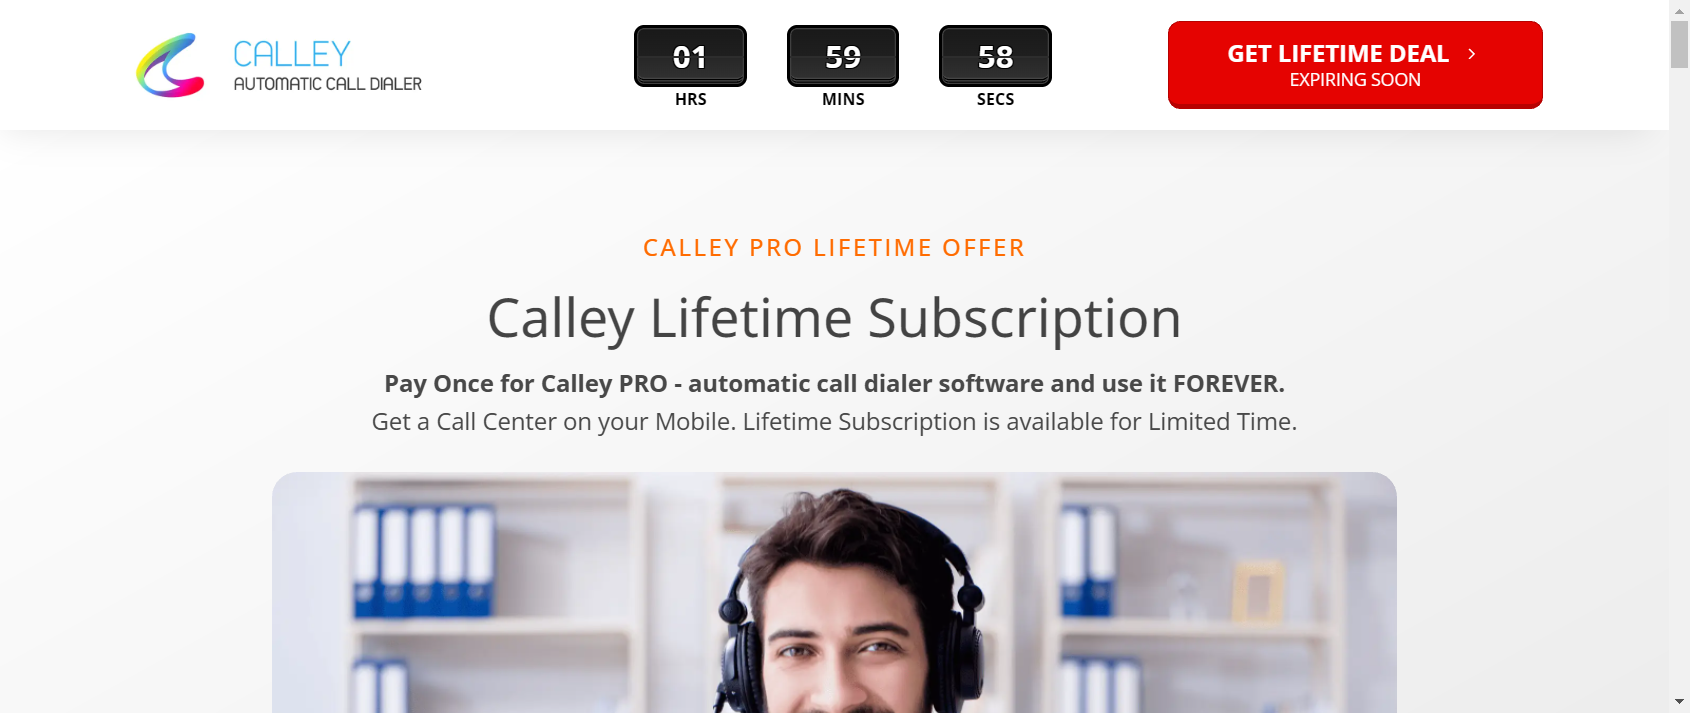 CALLEY
AUTOMATIC CALL DIALER
01 59 58
HRS MINS SECS
GET LIFETIME DEAL
EXPIRING SOON
CALLEY PRO LIFETIME OFFER
Calley Lifetime Subscription
Pay Once for Calley PRO - automatic call dialer software and use it FOREVER.
Get a Call Center on your Mobile. Lifetime Subscription is available for Limited Time.